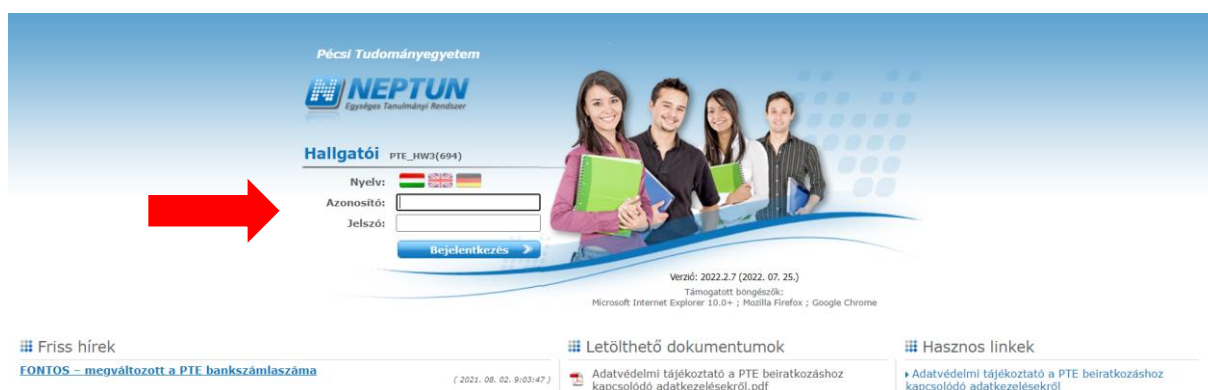 Pécsi Tudományegyetem
NEPTUN
Egységes Tanulmányi Rendszer
Hallgatói PTE_HW3(694)
Nyelv:
Azonosító:
Jelszó:
Bejelentkezés
Verzió: 2022.2.7 (2022. 07. 25.)
Támogatott böngészők:
Microsoft Internet Explorer 10.0+ ; Mozilla Firefox ; Google Chrome
Friss hírek
FONTOS – megváltozott a PTE bankszámlaszáma
( 2021. 08. 02. 9:03:47 )
Letölthető dokumentumok
Adatvédelmi tájékoztató a PTE beiratkozáshoz
kapcsolódó adatkezelésekről.pdf
Hasznos linkek
Adatvédelmi tájékoztató a PTE beiratkozáshoz
kapcsolódó adatkezelésekről